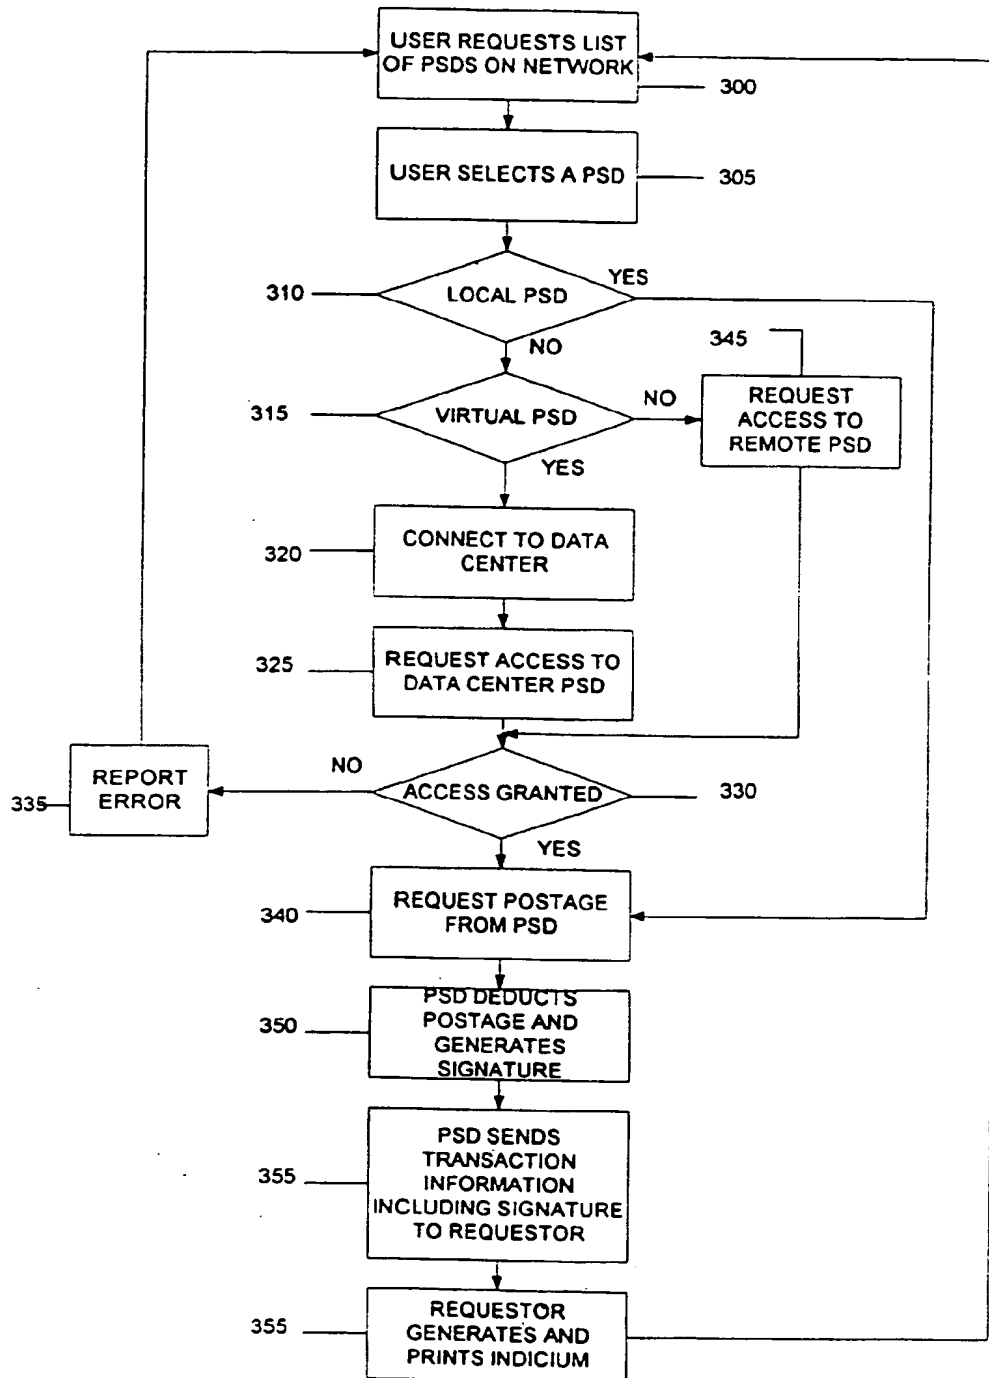 USER REQUESTS LIST
OF PSDS ON NETWORK
300
USER SELECTS A PSD
305
310
LOCAL PSD
YES
NO
345
315
VIRTUAL PSD
NO
REQUEST
ACCESS TO
REMOTE PSD
YES
320
CONNECT TO DATA
CENTER
325
REQUEST ACCESS TO
DATA CENTER PSD
335
REPORT
ERROR
NO
ACCESS GRANTED
330
YES
340
REQUEST POSTAGE
FROM PSD
350
PSD DEDUCTS
POSTAGE AND
GENERATES
SIGNATURE
355
PSD SENDS
TRANSACTION
INFORMATION
INCLUDING SIGNATURE
TO REQUESTOR
355
REQUESTOR
GENERATES AND
PRINTS INDICIUM